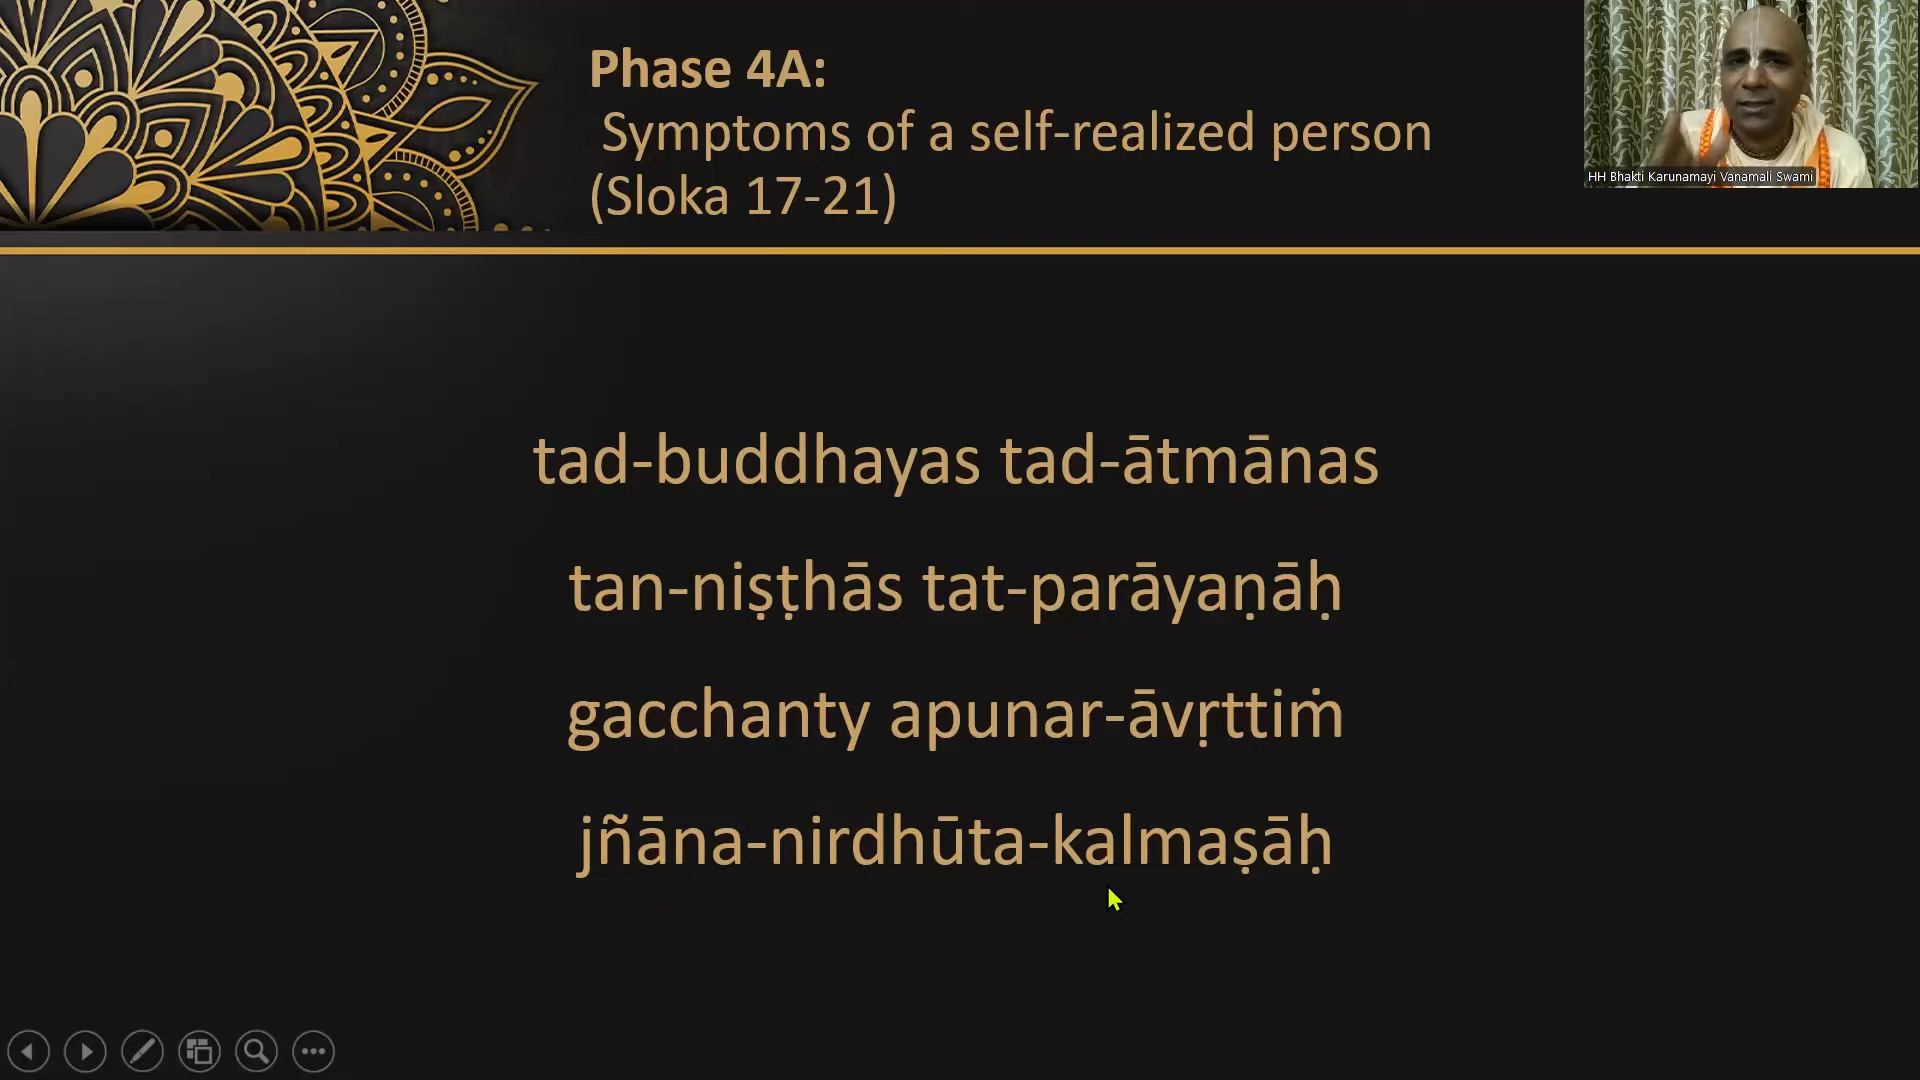 Phase 4A:
Symptoms of a self-realized person
(Sloka 17-21)
HH Bhakti Karunamayi Vanamali Swami
tad-buddhayas tad-ātmānas
tan-niṣṭhās tat-parāyaṇāḥ
gacchanty apunar-āvṛttiṁ
jñāna-nirdhūta-kalmaṣāḥ